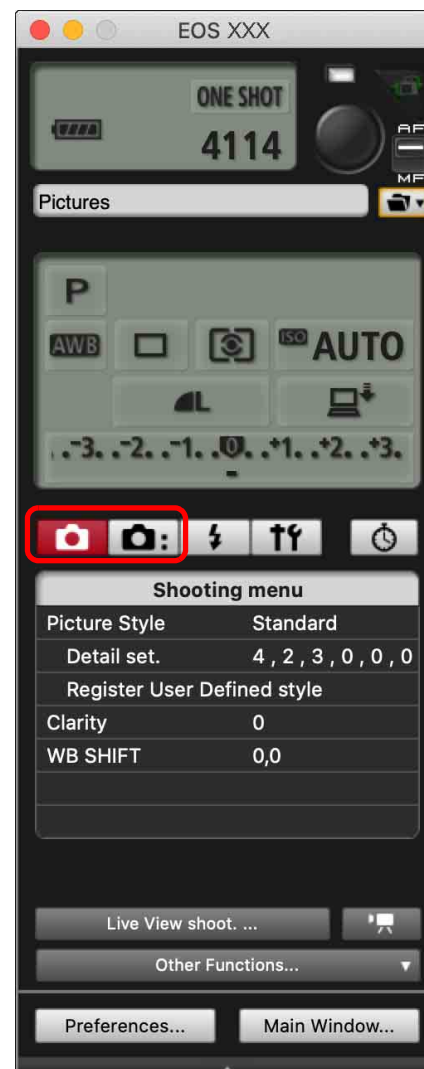 EOS XXX
ONE SHOT
4114
AF
MF
Pictures
P
AWB
ISO AUTO
L
.-3. .-2. .-1. .0. .+1. .+2. .+3.
Shooting menu
Picture Style Standard
Detail set. 4 , 2 , 3 , 0 , 0 , 0
Register User Defined style
Clarity 0
WB SHIFT 0,0
Live View shoot. ...
Other Functions...
Preferences... Main Window...